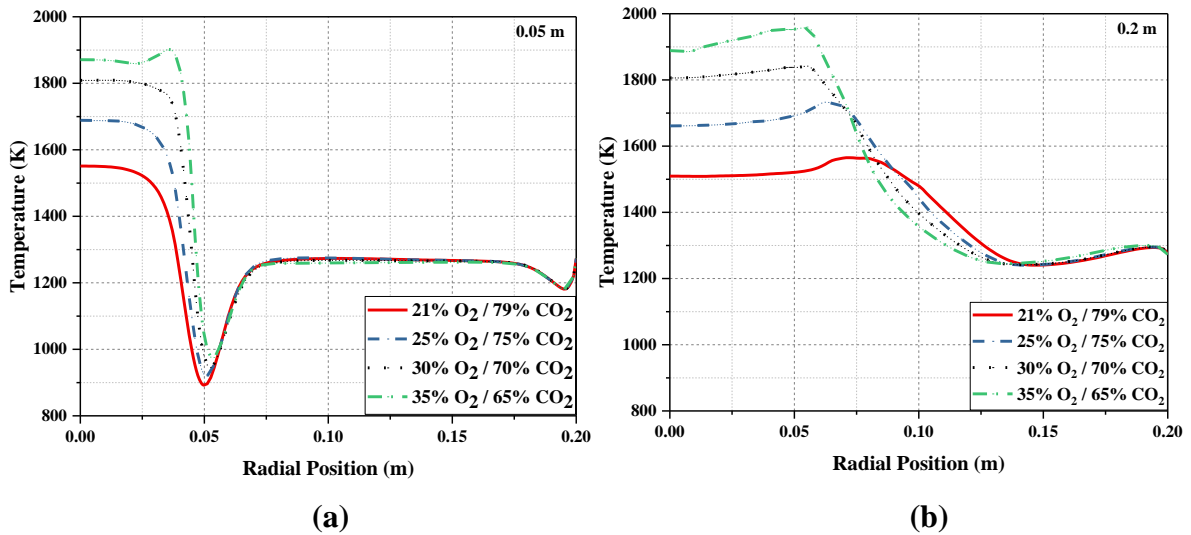 2000
1800
1600
1400
1200
1000
800
Temperature (K)
0.05 m
21% O2 / 79% CO2
25% O2 / 75% CO2
30% O2 / 70% CO2
35% O2 / 65% CO2
0.00 0.05 0.10 0.15 0.20
Radial Position (m)
(a)
2000
1800
1600
1400
1200
1000
800
Temperature (K)
0.2 m
21% O₂ / 79% CO₂
25% O₂ / 75% CO₂
30% O₂ / 70% CO₂
35% O₂ / 65% CO₂
0.00 0.05 0.10 0.15 0.20
Radial Position (m)
(b)